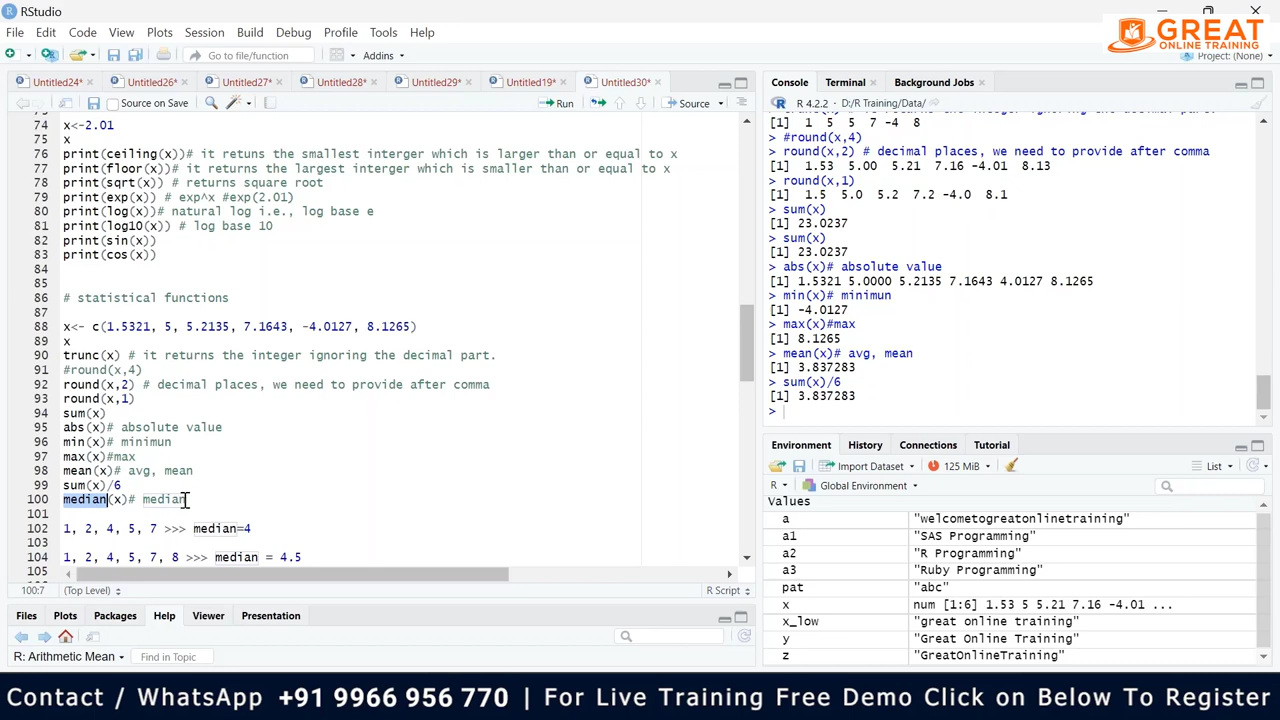 RStudio
File Edit Code View Plots Session Build Debug Profile Tools Help
GREAT
ONLINE TRAINING
Go to file/function
Addins
Project: (None)
Untitled24*
Untitled26*
Untitled27*
Untitled28*
Untitled29*
Untitled19*
Untitled30*
Source on Save
Run
Source
74 x<-2.01
75 x
76 print(ceiling(x))# it retuns the smallest interger which is larger than or equal to x
77 print(floor(x))# it returns the largest interger which is smaller than or equal to x
78 print(sqrt(x)) # returns square root
79 print(exp(x)) # exp^x #exp(2.01)
80 print(log(x))# natural log i.e., log base e
81 print(log10(x)) # log base 10
82 print(sin(x))
83 print(cos(x))
84
85
86 # statistical functions
87
88 x<- c(1.5321, 5, 5.2135, 7.1643, -4.0127, 8.1265)
89 x
90 trunc(x) # it returns the integer ignoring the decimal part.
91 #round(x,4)
92 round(x,2) # decimal places, we need to provide after comma
93 round(x,1)
94 sum(x)
95 abs(x)# absolute value
96 min(x)# minimun
97 max(x)#max
98 mean(x)# avg, mean
99 sum(x)/6
100 median(x)# median
101
102 1, 2, 4, 5, 7 >>> median=4
103
104 1, 2, 4, 5, 7, 8 >>> median = 4.5
105
100:7 (Top Level) R Script
Files Plots Packages Help Viewer Presentation
R: Arithmetic Mean Find in Topic
Console Terminal Background Jobs
R 4.2.2 · D:/R Training/Data/
[1] 1 5 5 7 -4 8
> #round(x,4)
> round(x,2) # decimal places, we need to provide after comma
[1] 1.53 5.00 5.21 7.16 -4.01 8.13
> round(x,1)
[1] 1.5 5.0 5.2 7.2 -4.0 8.1
> sum(x)
[1] 23.0237
> sum(x)
[1] 23.0237
> abs(x)# absolute value
[1] 1.5321 5.0000 5.2135 7.1643 4.0127 8.1265
> min(x)# minimun
[1] -4.0127
> max(x)#max
[1] 8.1265
> mean(x)# avg, mean
[1] 3.837283
> sum(x)/6
[1] 3.837283
>
Environment History Connections Tutorial
Import Dataset 125 MiB List
R Global Environment
Values
a "welcometogreatonlinetraining"
a1 "SAS Programming"
a2 "R Programming"
a3 "Ruby Programming"
pat "abc"
x num [1:6] 1.53 5 5.21 7.16 -4.01 ...
x_low "great online training"
y "Great Online Training"
z "GreatOnlineTraining"
Contact / WhatsApp +91 9966 956 770 | For Live Training Free Demo Click on Below To Register